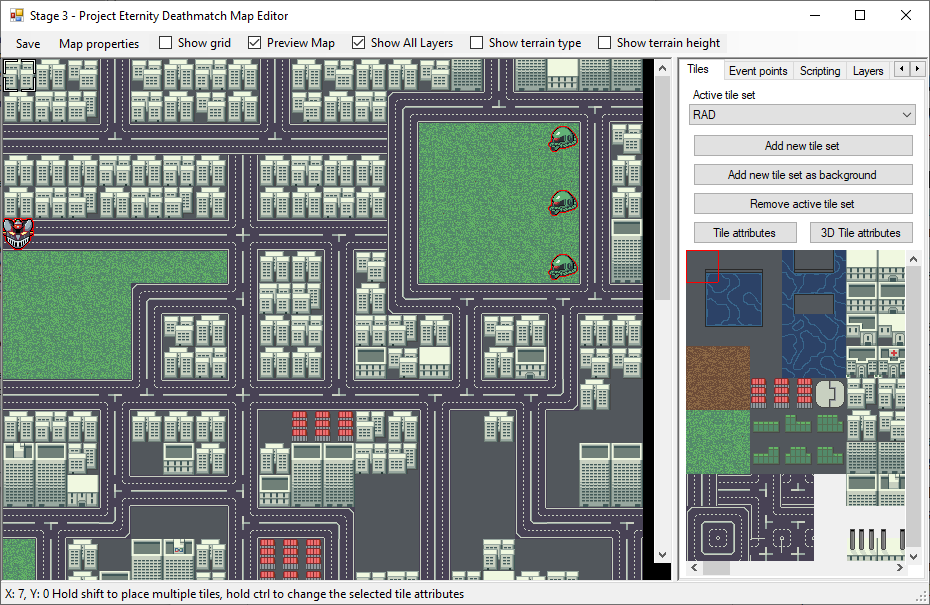 Stage 3 - Project Eternity Deathmatch Map Editor
Save Map properties Show grid Preview Map Show All Layers Show terrain type Show terrain height
Tiles Event points Scripting Layers
Active tile set
RAD
Add new tile set
Add new tile set as background
Remove active tile set
Tile attributes 3D Tile attributes
X: 7, Y: 0 Hold shift to place multiple tiles, hold ctrl to change the selected tile attributes